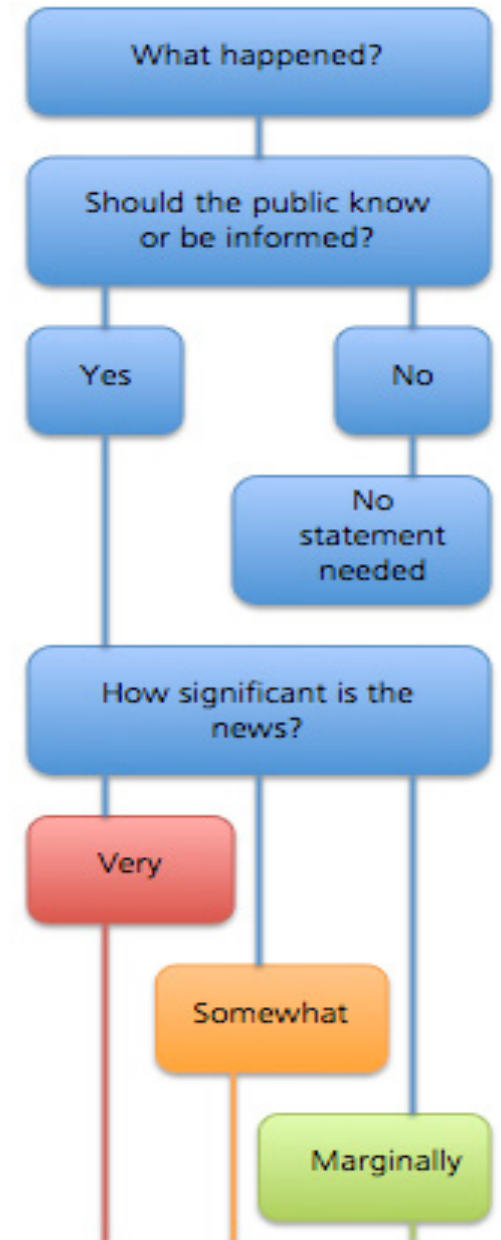 What happened?
Should the public know
or be informed?
Yes
No
No
statement
needed
How significant is the
news?
Very
Somewhat
Marginally